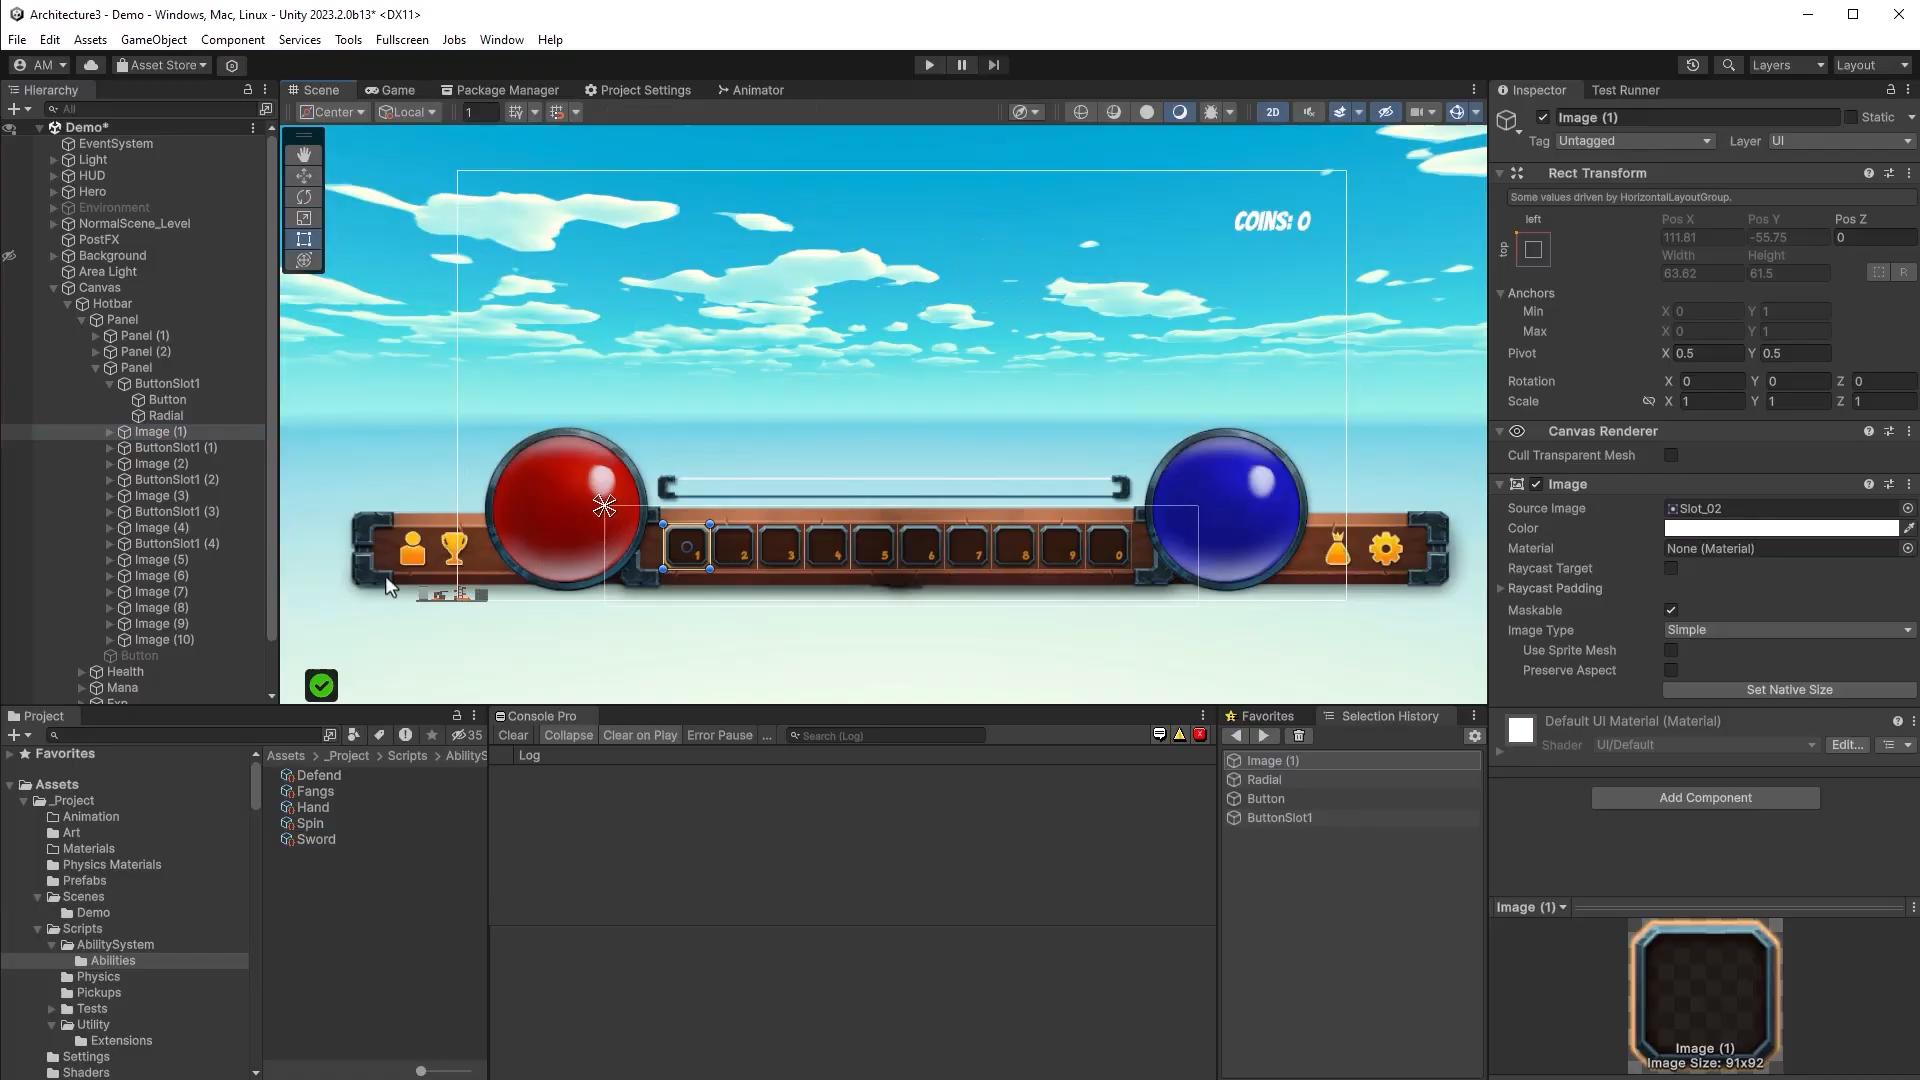 Architecture3 - Demo - Windows, Mac, Linux - Unity 2023.2.0b13* <DX11>
File Edit Assets GameObject Component Services Tools Fullscreen Jobs Window Help
AM Asset Store Layers Layout
Hierarchy
All
Demo*
EventSystem
Light
HUD
Hero
Environment
NormalScene_Level
PostFX
Background
Area Light
Canvas
Hotbar
Panel
Panel (1)
Panel (2)
Panel
ButtonSlot1
Button
Radial
Image (1)
ButtonSlot1 (1)
Image (2)
ButtonSlot1 (2)
Image (3)
ButtonSlot1 (3)
Image (4)
ButtonSlot1 (4)
Image (5)
Image (6)
Image (7)
Image (8)
Image (9)
Image (10)
Button
Health
Mana
Exp
Scene Game Package Manager Project Settings Animator
Center Local 1 2D
COINS: 0
1 2 3 4 5 6 7 8 9 0
Inspector Test Runner
Image (1) Static
Tag Untagged Layer UI
Rect Transform
Some values driven by HorizontalLayoutGroup.
left Pos X Pos Y Pos Z
top 111.81 -55.75 0
Width Height
63.62 61.5 R
Anchors
Min X 0 Y 1
Max X 0 Y 1
Pivot X 0.5 Y 0.5
Rotation X 0 Y 0 Z 0
Scale X 1 Y 1 Z 1
Canvas Renderer
Cull Transparent Mesh
Image
Source Image Slot_02
Color
Material None (Material)
Raycast Target
Raycast Padding
Maskable
Image Type Simple
Use Sprite Mesh
Preserve Aspect
Set Native Size
Default UI Material (Material)
Shader UI/Default Edit...
Add Component
Image (1)
Image (1)
Image Size: 91x92
Project
35
Favorites
Assets
_Project
Animation
Art
Materials
Physics Materials
Prefabs
Scenes
Demo
Scripts
AbilitySystem
Abilities
Physics
Pickups
Tests
Utility
Extensions
Settings
Shaders
Assets > _Project > Scripts > AbilityS
Defend
Fangs
Hand
Spin
Sword
Console Pro
Clear Collapse Clear on Play Error Pause ... Search (Log)
Log
Favorites Selection History
Image (1)
Radial
Button
ButtonSlot1